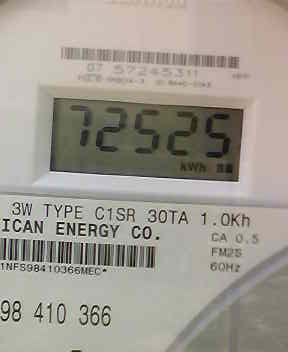 07 57245311
72525
kWh
3W TYPE C1SR 30TA 1.0Kh
ICAN ENERGY CO.
CA 0.5
FM2S
1NFS98410366MEC*
60Hz
98 410 366